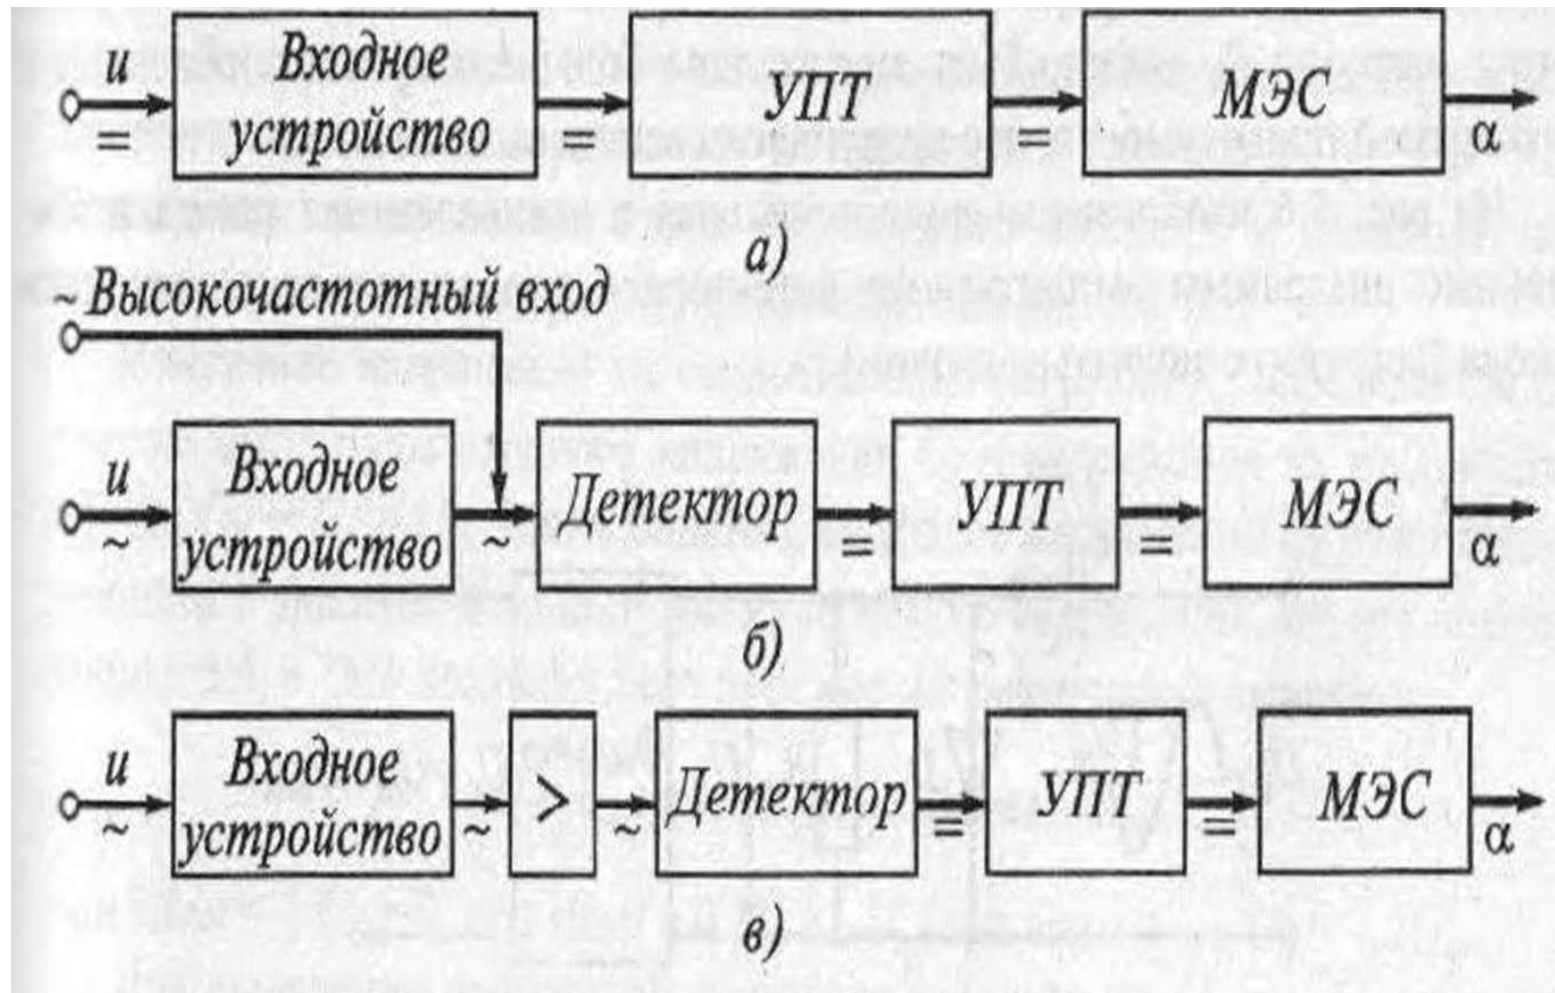 и
=
Входное
устройство
=
УПТ
=
МЭС
α
а)
~ Высокочастотный вход
и
~
Входное
устройство
~
Детектор
=
УПТ
=
МЭС
α
б)
и
~
Входное
устройство
~
>
~
Детектор
=
УПТ
=
МЭС
α
в)